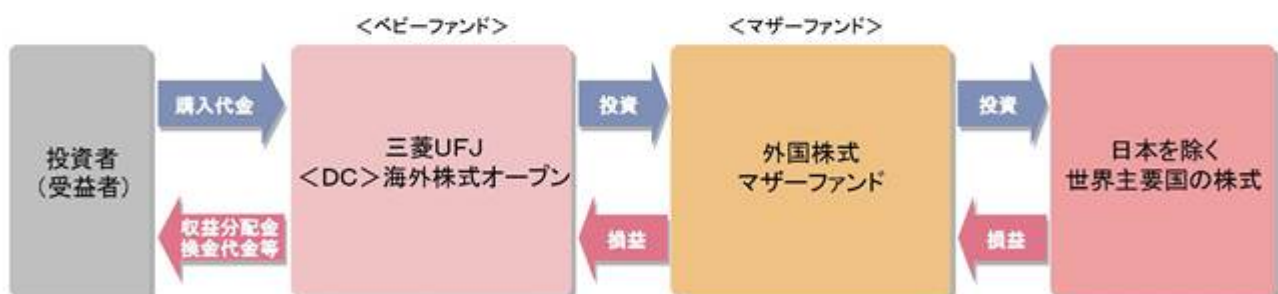 ＜ベビーファンド＞
＜マザーファンド＞
投資者
（受益者）
購入代金
収益分配金
換金代金等
三菱ＵＦＪ
＜ＤＣ＞海外株式オープン
投資
損益
外国株式
マザーファンド
投資
損益
日本を除く
世界主要国の株式